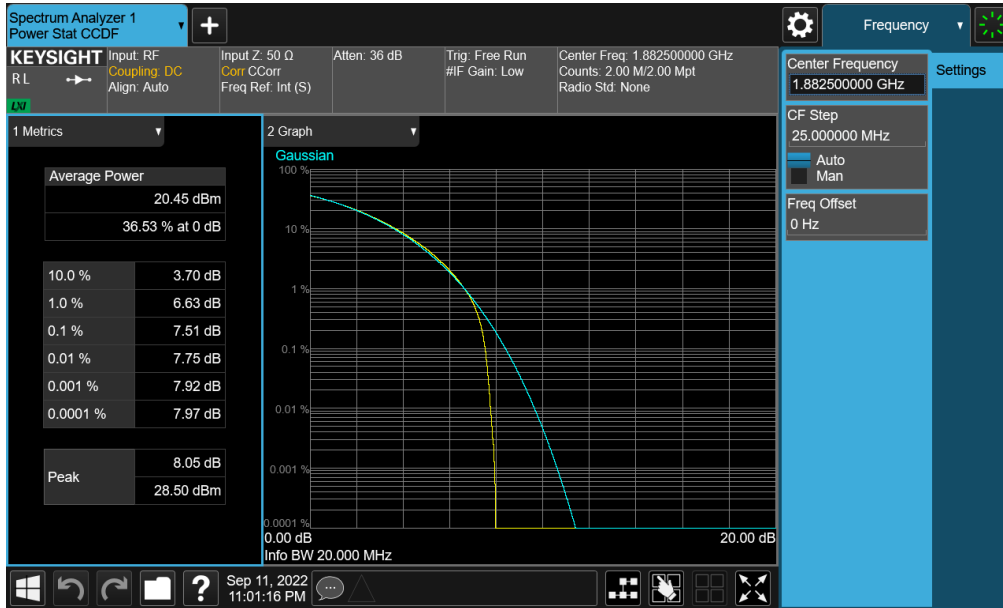 Spectrum Analyzer 1
Power Stat CCDF
Frequency
KEYSIGHT
R L
LXI
Input: RF
Coupling: DC
Align: Auto
Input Z: 50 Ω
Corr CCorr
Freq Ref: Int (S)
Atten: 36 dB
Trig: Free Run
#IF Gain: Low
Center Freq: 1.882500000 GHz
Counts: 2.00 M/2.00 Mpt
Radio Std: None
Center Frequency
1.882500000 GHz
Settings
CF Step
25.000000 MHz
Auto
Man
Freq Offset
0 Hz
1 Metrics
Average Power
20.45 dBm
36.53 % at 0 dB
10.0 % 3.70 dB
1.0 % 6.63 dB
0.1 % 7.51 dB
0.01 % 7.75 dB
0.001 % 7.92 dB
0.0001 % 7.97 dB
Peak
8.05 dB
28.50 dBm
2 Graph
Gaussian
100 %
10 %
1 %
0.1 %
0.01 %
0.001 %
0.0001 %
0.00 dB 20.00 dB
Info BW 20.000 MHz
?
Sep 11, 2022
11:01:16 PM